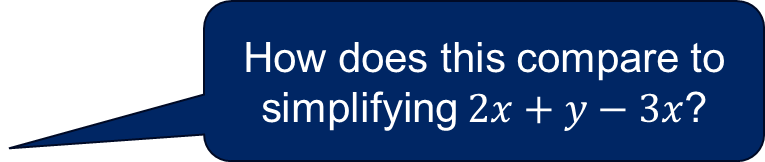 How does this compare to
simplifying 2𝑥 + 𝑦 − 3𝑥?